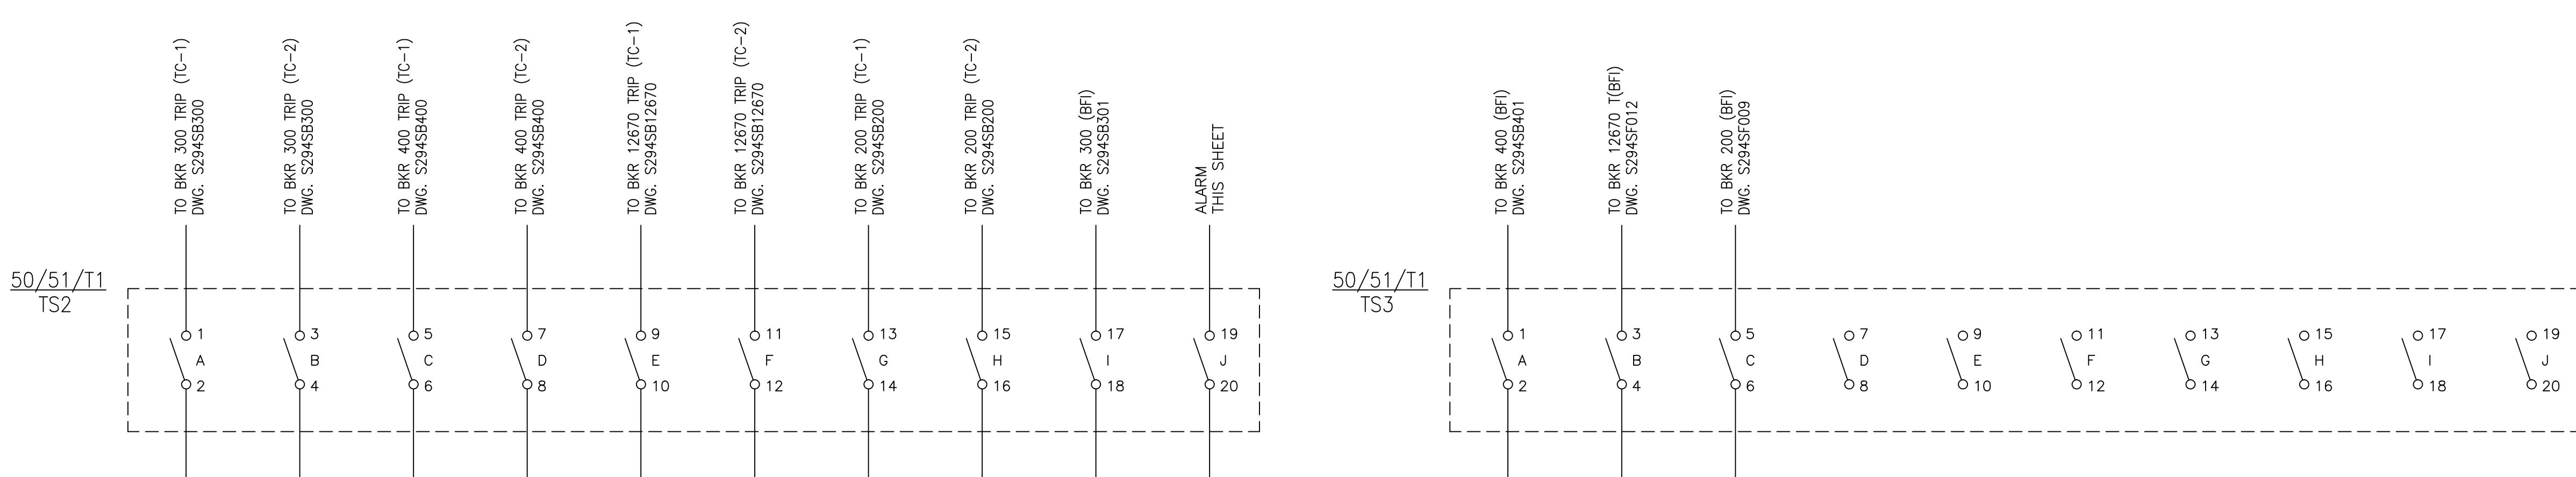 TO BKR 300 TRIP (TC-1)
DWG. S294SB300
TO BKR 300 TRIP (TC-2)
DWG. S294SB300
TO BKR 400 TRIP (TC-1)
DWG. S294SB400
TO BKR 400 TRIP (TC-2)
DWG. S294SB400
TO BKR 12670 TRIP (TC-1)
DWG. S294SB12670
TO BKR 12670 TRIP (TC-2)
DWG. S294SB12670
TO BKR 200 TRIP (TC-1)
DWG. S294SB200
TO BKR 200 TRIP (TC-2)
DWG. S294SB200
TO BKR 300 (BFI)
DWG. S294SB301
ALARM
THIS SHEET
TO BKR 400 (BFI)
DWG. S294SB401
TO BKR 12670 T(BFI)
DWG. S294SF012
TO BKR 200 (BFI)
DWG. S294SF009
50/51/T1
TS2
1 3 5 7 9 11 13 15 17 19
A B C D E F G H I J
2 4 6 8 10 12 14 16 18 20
50/51/T1
TS3
1 3 5 7 9 11 13 15 17 19
A B C D E F G H I J
2 4 6 8 10 12 14 16 18 20